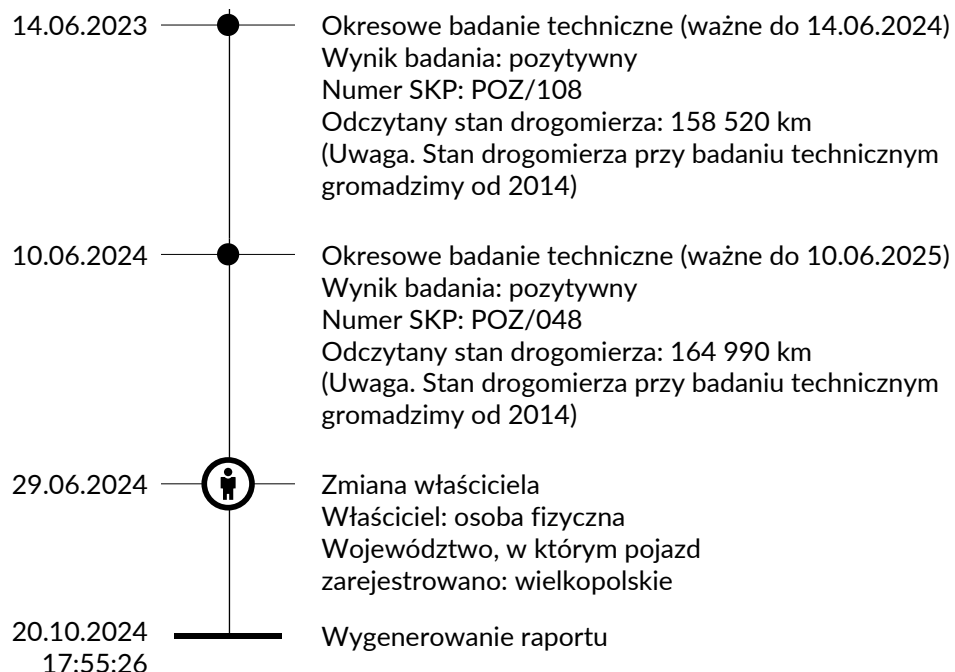 14.06.2023
Okresowe badanie techniczne (ważne do 14.06.2024)
Wynik badania: pozytywny
Numer SKP: POZ/108
Odczytany stan drogomierza: 158 520 km
(Uwaga. Stan drogomierza przy badaniu technicznym
gromadzimy od 2014)
10.06.2024
Okresowe badanie techniczne (ważne do 10.06.2025)
Wynik badania: pozytywny
Numer SKP: POZ/048
Odczytany stan drogomierza: 164 990 km
(Uwaga. Stan drogomierza przy badaniu technicznym
gromadzimy od 2014)
29.06.2024
Zmiana właściciela
Właściciel: osoba fizyczna
Województwo, w którym pojazd
zarejestrowano: wielkopolskie
20.10.2024
17:55:26
Wygenerowanie raportu